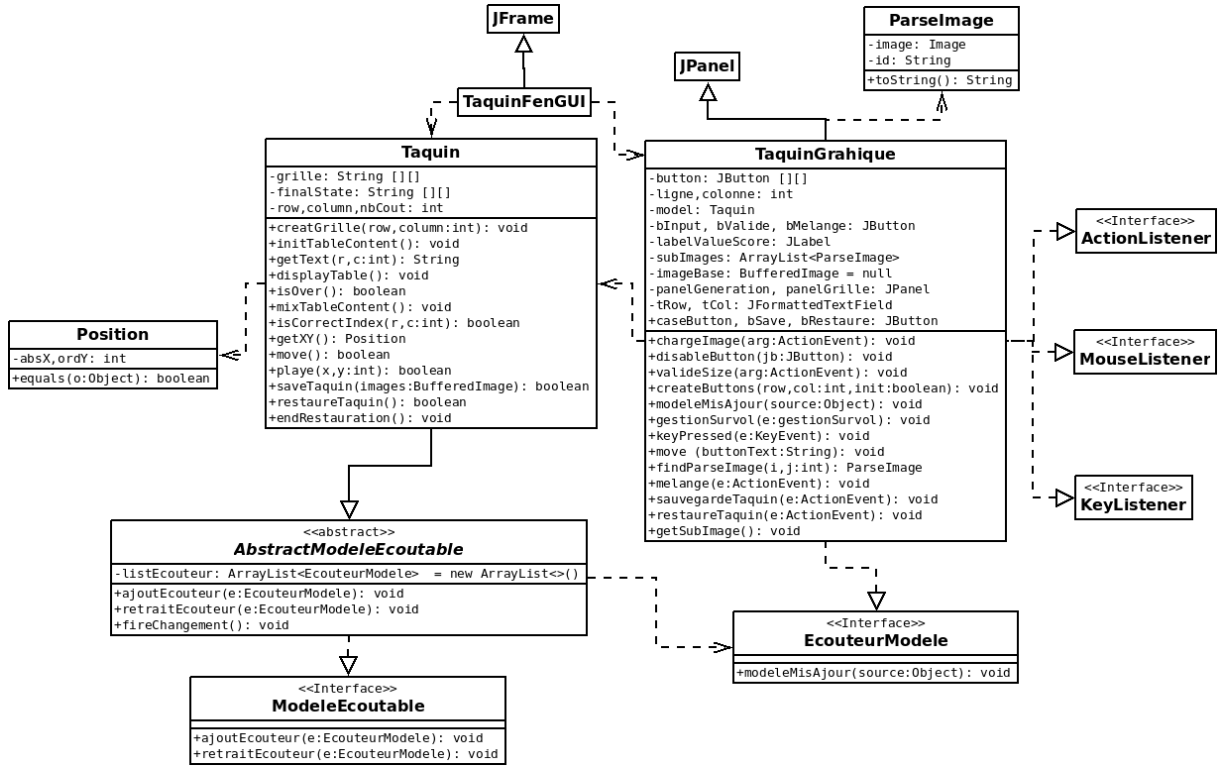 JFrame
ParseImage
-image: Image
-id: String
+toString(): String
JPanel
TaquinFenGUI
Taquin
-grille: String [][]
-finalState: String [][]
-row,column,nbCout: int
+creatGrille(row,column:int): void
+initTableContent(): void
+getText(r,c:int): String
+displayTable(): void
+isOver(): boolean
+mixTableContent(): void
+isCorrectIndex(r,c:int): boolean
+getXY(): Position
+move(): boolean
+playe(x,y:int): boolean
+saveTaquin(images:BufferedImage): boolean
+restaureTaquin(): boolean
+endRestauration(): void
TaquinGrahique
-button: JButton [][]
-ligne,colonne: int
-model: Taquin
-bInput, bValide, bMelange: JButton
-labelValueScore: JLabel
-subImages: ArrayList<ParseImage>
-imageBase: BufferedImage = null
-panelGeneration, panelGrille: JPanel
-tRow, tCol: JFormattedTextField
+caseButton, bSave, bRestaure: JButton
+chargeImage(arg:ActionEvent): void
+disableButton(jb:JButton): void
+valideSize(arg:ActionEvent): void
+createButtons(row,col:int,init:boolean): void
+modeleMisAjour(source:Object): void
+gestionSurvol(e:gestionSurvol): void
+keyPressed(e:KeyEvent): void
+move (buttonText:String): void
+findParseImage(i,j:int): ParseImage
+melange(e:ActionEvent): void
+sauvegardeTaquin(e:ActionEvent): void
+restaureTaquin(e:ActionEvent): void
+getSubImage(): void
<<Interface>>
ActionListener
<<Interface>>
MouseListener
<<Interface>>
KeyListener
Position
-absX,ordY: int
+equals(o:Object): boolean
<<abstract>>
AbstractModeleEcoutable
-listEcouteur: ArrayList<EcouteurModele>  = new ArrayList<>()
+ajoutEcouteur(e:EcouteurModele): void
+retraitEcouteur(e:EcouteurModele): void
+fireChangement(): void
<<Interface>>
EcouteurModele
+modeleMisAjour(source:Object): void
<<Interface>>
ModeleEcoutable
+ajoutEcouteur(e:EcouteurModele): void
+retraitEcouteur(e:EcouteurModele): void